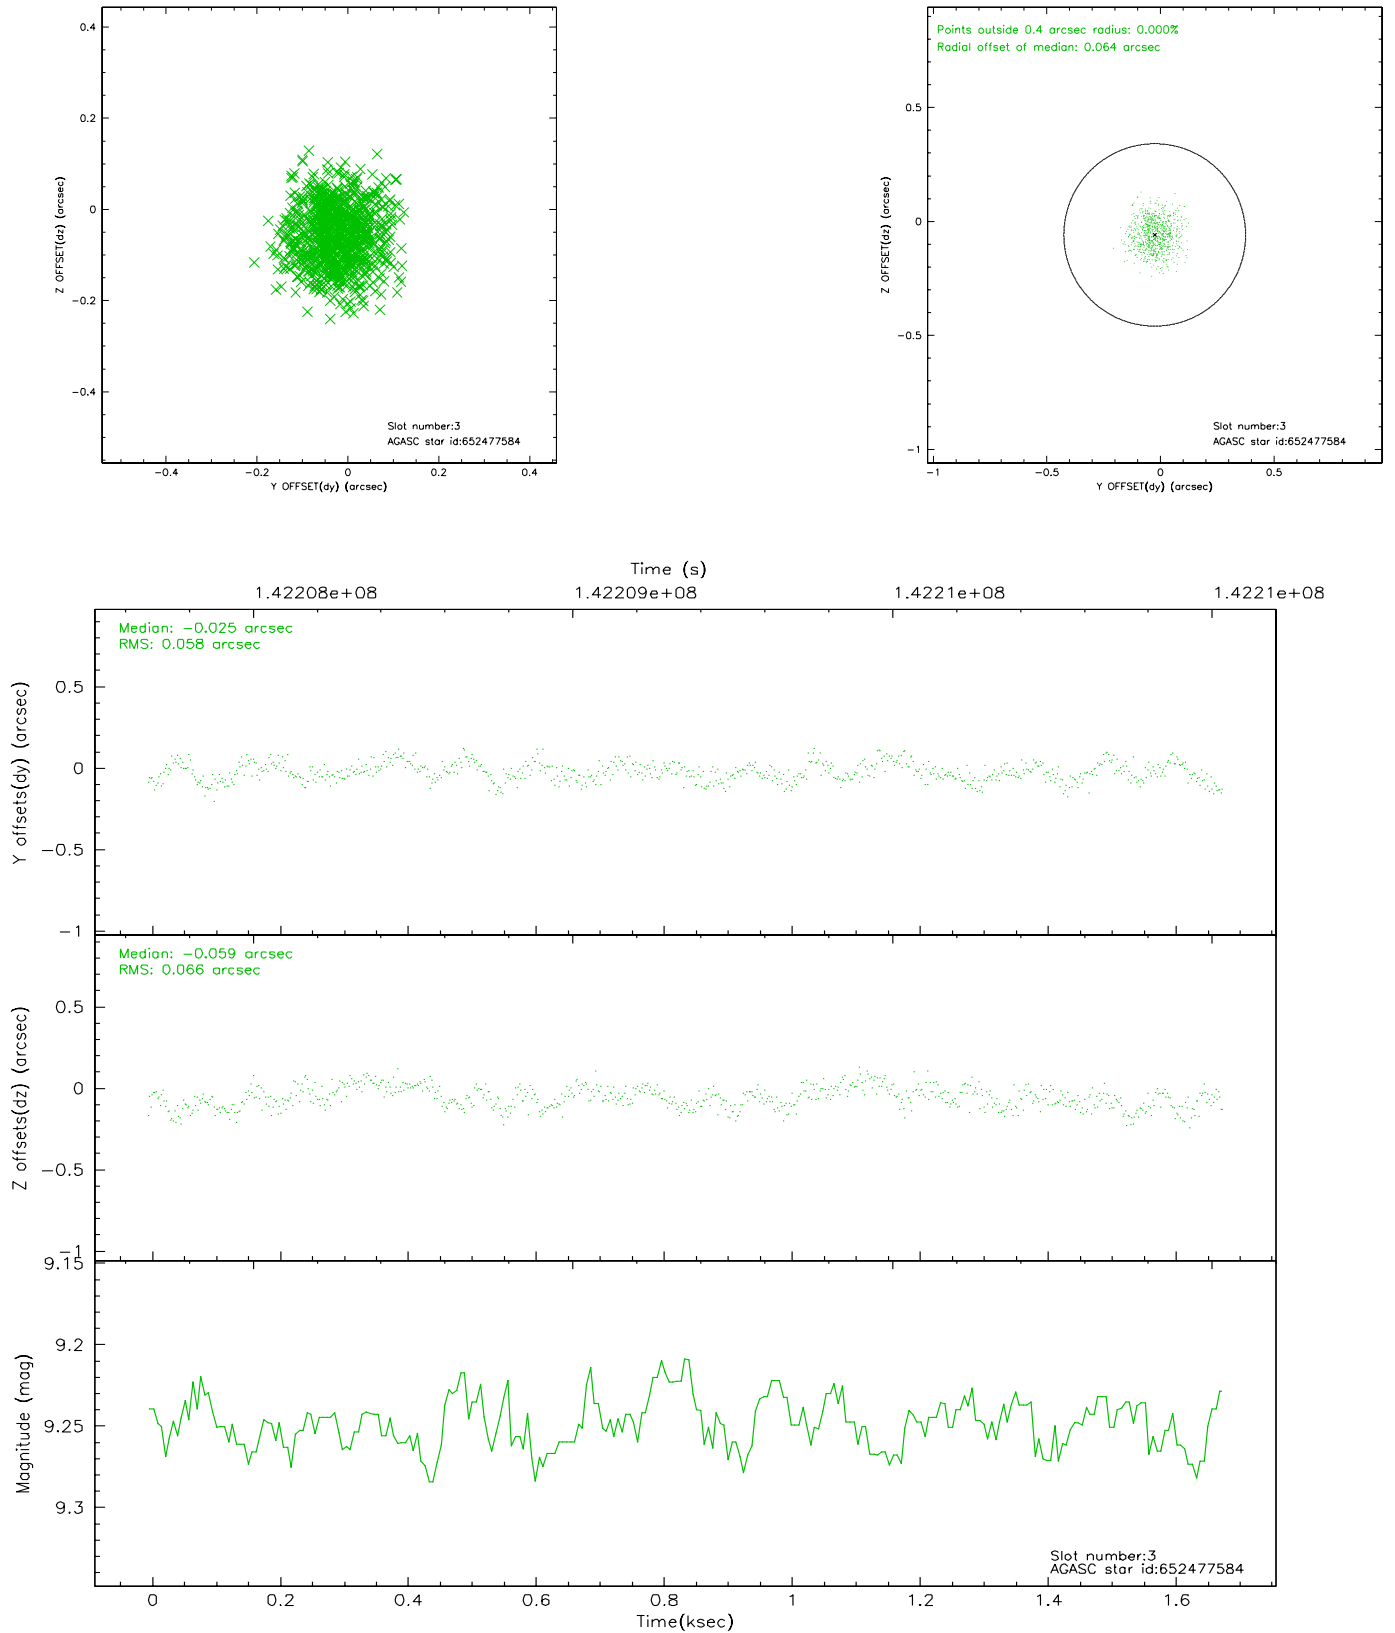 0.4
0.2
0
-0.2
-0.4
Z OFFSET(dz) (arcsec)
Slot number:3
AGASC star id:652477584
-0.4 -0.2 0 0.2 0.4
Y OFFSET(dy) (arcsec)
Points outside 0.4 arcsec radius: 0.000%
Radial offset of median: 0.064 arcsec
0.5
0
-0.5
-1
Z OFFSET(dz) (arcsec)
Slot number:3
AGASC star id:652477584
-1 -0.5 0 0.5
Y OFFSET(dy) (arcsec)
Time (s)
1.42208e+08 1.42209e+08 1.4221e+08 1.4221e+08
Median: -0.025 arcsec
RMS: 0.058 arcsec
0.5
0
-0.5
-1
Y offsets(dy) (arcsec)
Median: -0.059 arcsec
RMS: 0.066 arcsec
0.5
0
-0.5
-1
Z offsets(dz) (arcsec)
9.15
9.2
9.25
9.3
Magnitude (mag)
Slot number:3
AGASC star id:652477584
0 0.2 0.4 0.6 0.8 1 1.2 1.4 1.6
Time(ksec)